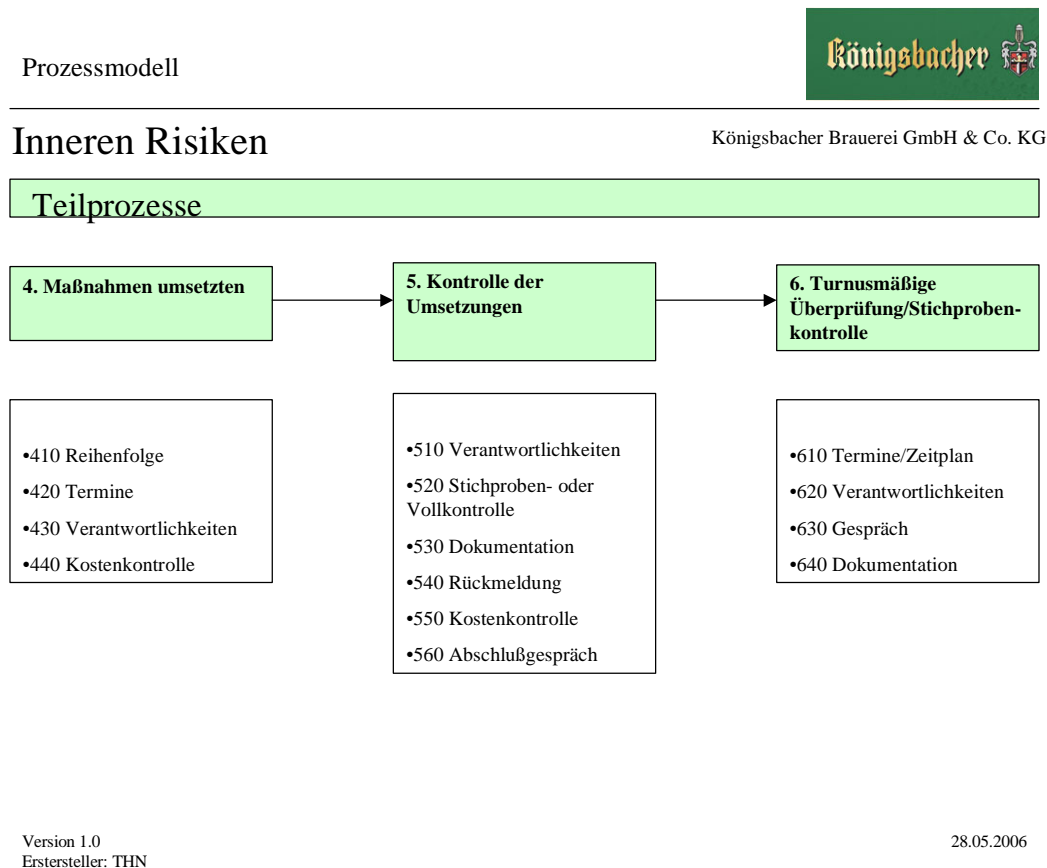 Prozessmodell
Königsbacher
Inneren Risiken
Königsbacher Brauerei GmbH & Co. KG
Teilprozesse
4. Maßnahmen umsetzten
5. Kontrolle der
Umsetzungen
6. Turnusmäßige
Überprüfung/Stichproben-
kontrolle
•410 Reihenfolge
•420 Termine
•430 Verantwortlichkeiten
•440 Kostenkontrolle
•510 Verantwortlichkeiten
•520 Stichproben- oder
Vollkontrolle
•530 Dokumentation
•540 Rückmeldung
•550 Kostenkontrolle
•560 Abschlußgespräch
•610 Termine/Zeitplan
•620 Verantwortlichkeiten
•630 Gespräch
•640 Dokumentation
Version 1.0
Erstersteller: THN
28.05.2006